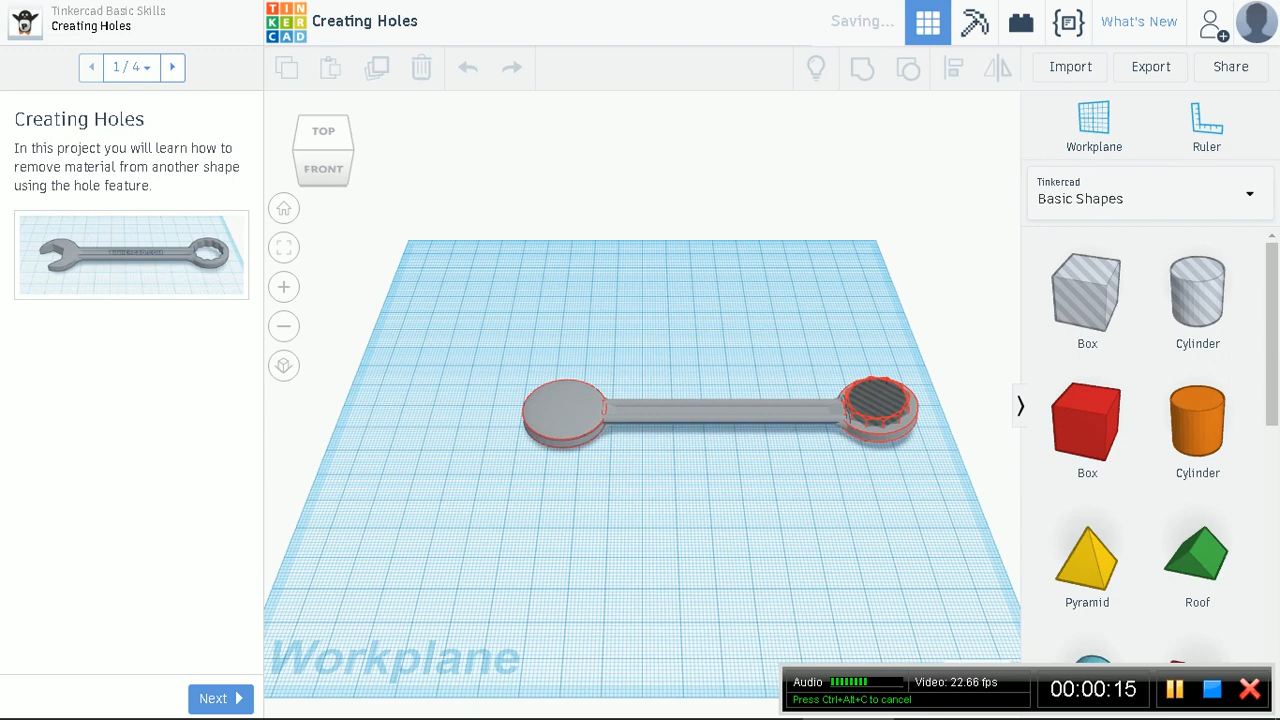 Tinkercad Basic Skills
Creating Holes
TIN
KER
CAD
Creating Holes
Saving...
What's New
1 / 4
Import
Export
Share
Creating Holes
In this project you will learn how to
remove material from another shape
using the hole feature.
TINKERCAD.COM
TOP
FRONT
Workplane
Ruler
Tinkercad
Basic Shapes
Box
Cylinder
Box
Cylinder
Pyramid
Roof
Workplane
Next
Audio
Video: 22.66 fps
Press Ctrl+Alt+C to cancel
00:00:15